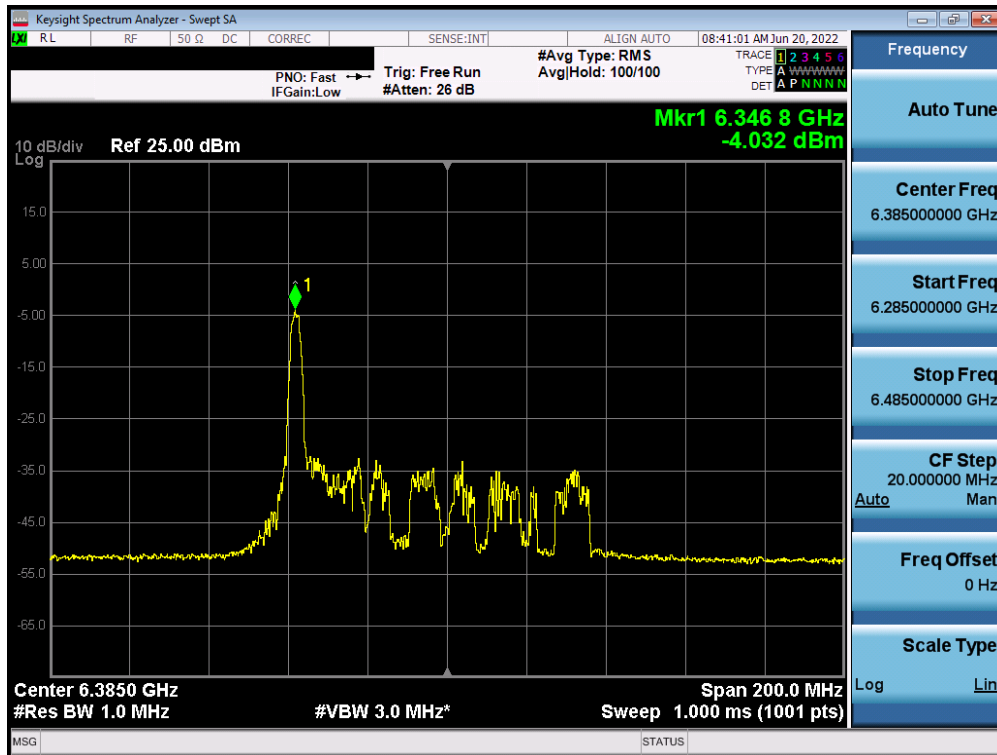 Keysight Spectrum Analyzer - Swept SA
LXI RL RF 50 Ω DC CORREC SENSE:INT ALIGN AUTO 08:41:01 AM Jun 20, 2022
Frequency
PNO: Fast Trig: Free Run #Avg Type: RMS TRACE 1 2 3 4 5 6
IFGain:Low #Atten: 26 dB Avg|Hold: 100/100 TYPE A WWWWW
DET A P N N N N
Auto Tune
Mkr1 6.346 8 GHz
-4.032 dBm
10 dB/div Ref 25.00 dBm
Log
15.0
5.00
-5.00
-15.0
-25.0
-35.0
-45.0
-55.0
-65.0
1
Center Freq
6.385000000 GHz
Start Freq
6.285000000 GHz
Stop Freq
6.485000000 GHz
CF Step
20.000000 MHz
Auto Man
Freq Offset
0 Hz
Scale Type
Log Lin
Center 6.3850 GHz Span 200.0 MHz
#Res BW 1.0 MHz #VBW 3.0 MHz* Sweep 1.000 ms (1001 pts)
MSG STATUS